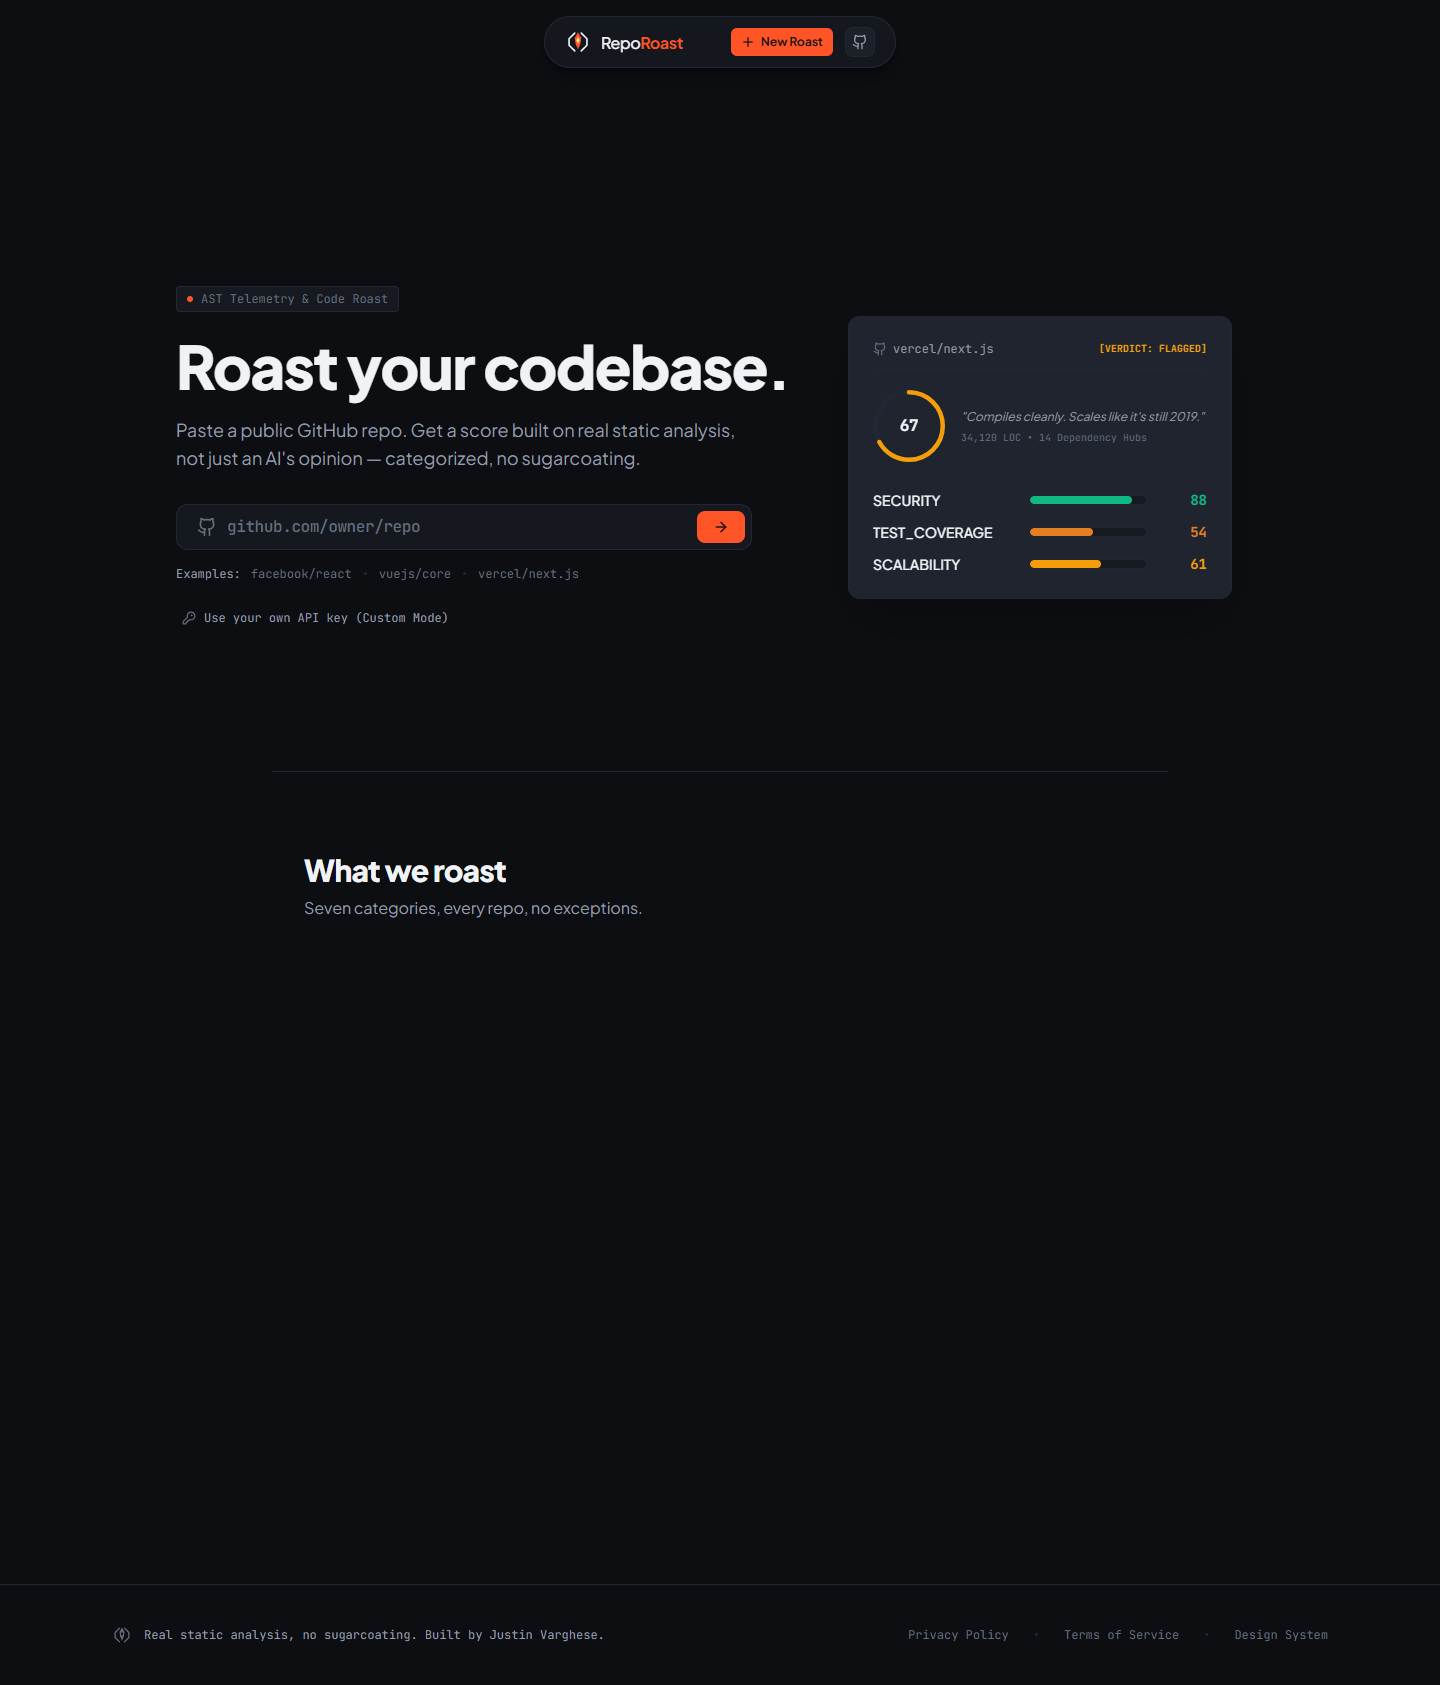 RepoRoast
New Roast
AST Telemetry & Code Roast
Roast your codebase.
Paste a public GitHub repo. Get a score built on real static analysis,
not just an AI's opinion — categorized, no sugarcoating.
github.com/owner/repo
Examples: facebook/react · vuejs/core · vercel/next.js
Use your own API key (Custom Mode)
vercel/next.js [VERDICT: FLAGGED]
67
"Compiles cleanly. Scales like it's still 2019."
34,120 LOC • 14 Dependency Hubs
SECURITY 88
TEST_COVERAGE 54
SCALABILITY 61
What we roast
Seven categories, every repo, no exceptions.
Real static analysis, no sugarcoating. Built by Justin Varghese.
Privacy Policy · Terms of Service · Design System